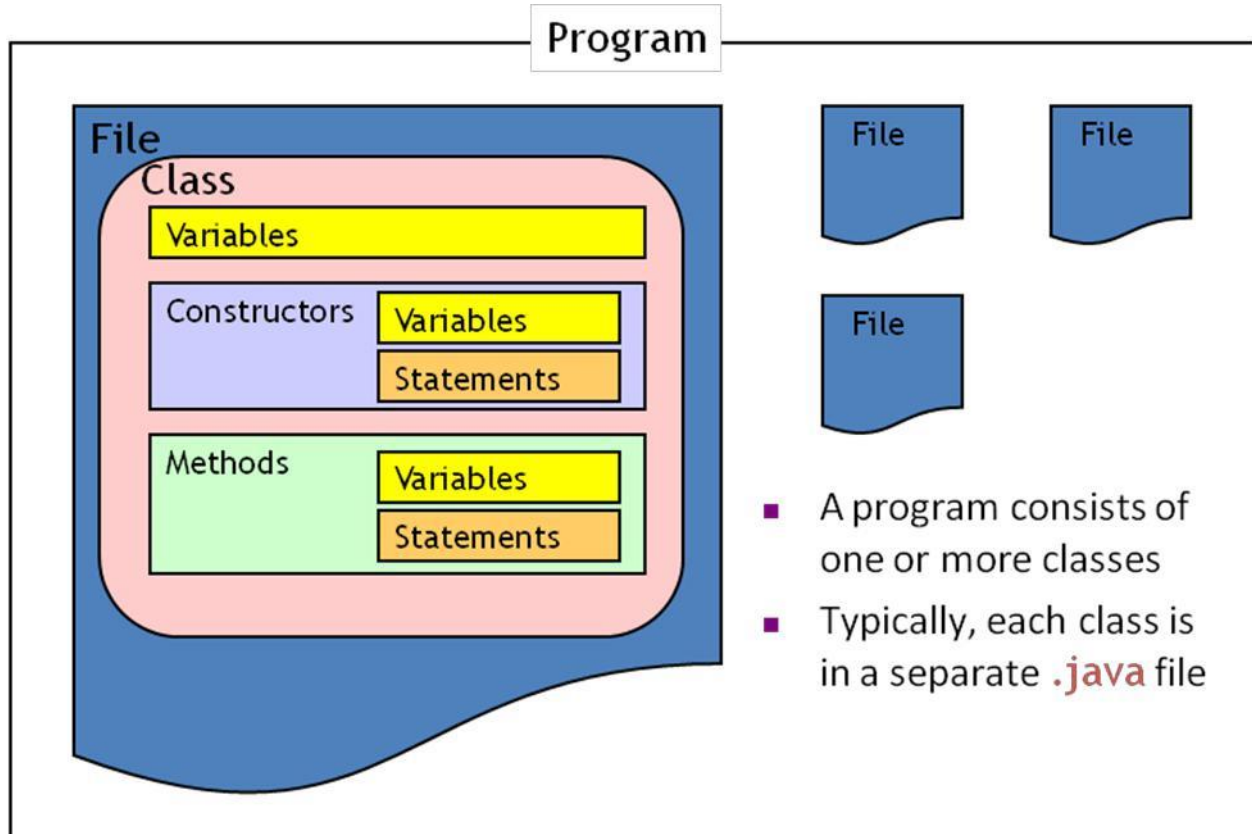 Program
File
Class
Variables
Constructors
Variables
Statements
Methods
Variables
Statements
File
File
File
A program consists of
one or more classes
Typically, each class is
in a separate .java file